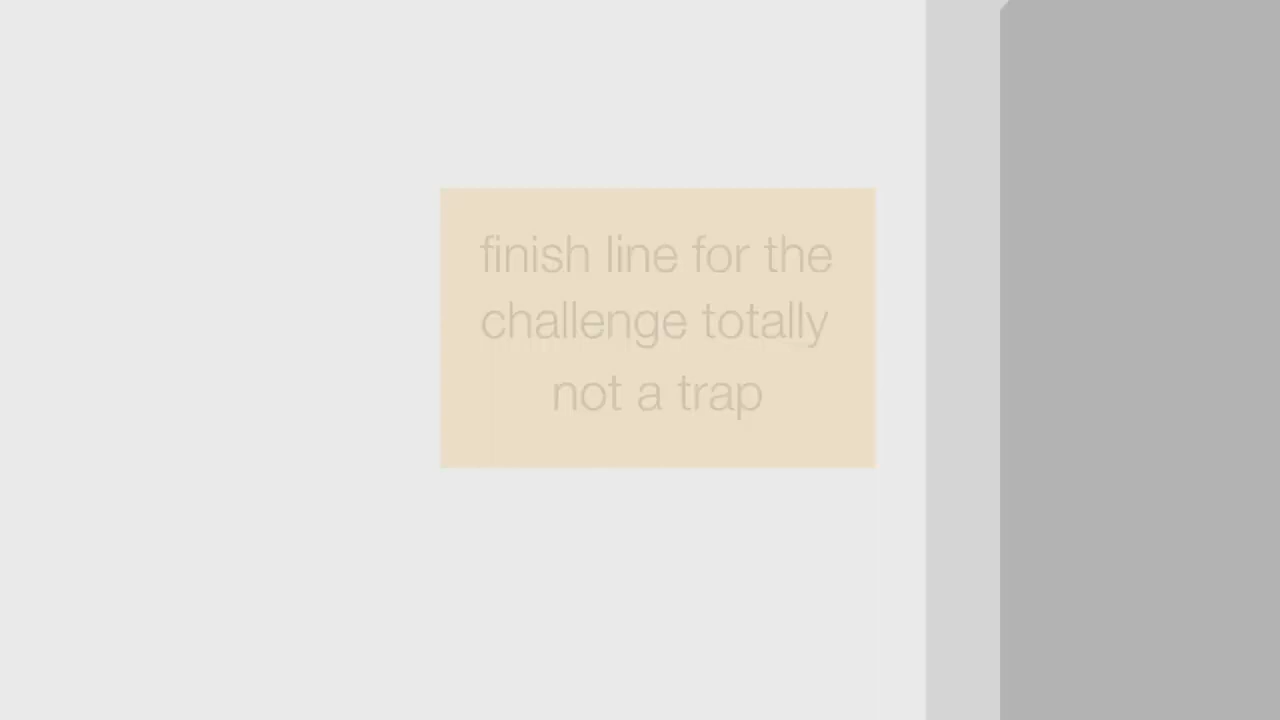 finish line for the
challenge totally
not a trap